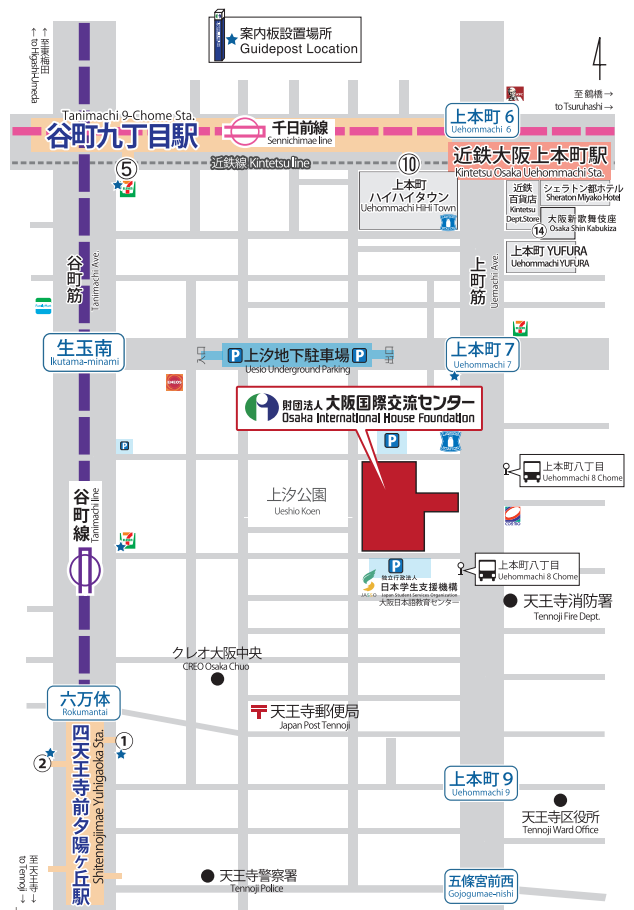 案内板設置場所
Guidepost Location
← 至東梅田
← to Higashi-Umeda
4
至 鶴橋 →
to Tsuruhashi →
Tanimachi 9-Chome Sta.
谷町九丁目駅
千日前線
Sennichimae line
上本町 6
Uehommachi 6
近鉄線 Kintetsu line
近鉄大阪上本町駅
Kintetsu Osaka Uehommachi Sta.
⑤
⑩
上本町
ハイハイタウン
Uehommachi HiHi Town
近鉄
百貨店
Kintetsu
Dept.Store
シェラトン都ホテル
Sheraton Miyako Hotel
大阪新歌舞伎座
Osaka Shin Kabukiza
⑭
上本町 YUFURA
Uehommachi YUFURA
谷町筋
Tanimachi Ave.
上町筋
Uemachi Ave.
生玉南
Ikutama-minami
入口
P 上汐地下駐車場 P
出口
Uesio Underground Parking
上本町 7
Uehommachi 7
ENEOS
財団法人 大阪国際交流センター
Osaka International House Foundation
P
P
上本町八丁目
Uehommachi 8 Chome
谷町線
Tanimachi line
上汐公園
Ueshio Koen
P
独立行政法人
日本学生支援機構
Japan Student Services Organization
JASSO
大阪日本語教育センター
上本町八丁目
Uehommachi 8 Chome
天王寺消防署
Tennoji Fire Dept.
クレオ大阪中央
CREO Osaka Chuo
六万体
Rokumantai
〒天王寺郵便局
Japan Post Tennoji
①
②
四天王寺前夕陽ヶ丘駅
Shitennojimae Yuhigaoka Sta.
上本町 9
Uehommachi 9
天王寺区役所
Tennoji Ward Office
至 天王寺 →
to Tennoji →
天王寺警察署
Tennoji Police
五條宮前西
Gojogumae-nishi